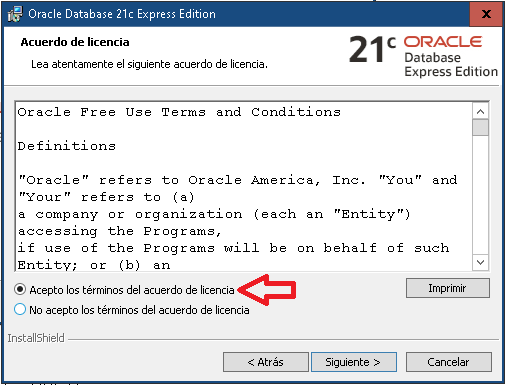 Oracle Database 21c Express Edition
Acuerdo de licencia
Lea atentamente el siguiente acuerdo de licencia.
21c ORACLE
Database
Express Edition
Oracle Free Use Terms and Conditions
Definitions
"Oracle" refers to Oracle America, Inc. "You" and
"Your" refers to (a)
a company or organization (each an "Entity")
accessing the Programs,
if use of the Programs will be on behalf of such
Entity; or (b) an
Acepto los términos del acuerdo de licencia
Imprimir
No acepto los términos del acuerdo de licencia
InstallShield
< Atrás
Siguiente >
Cancelar